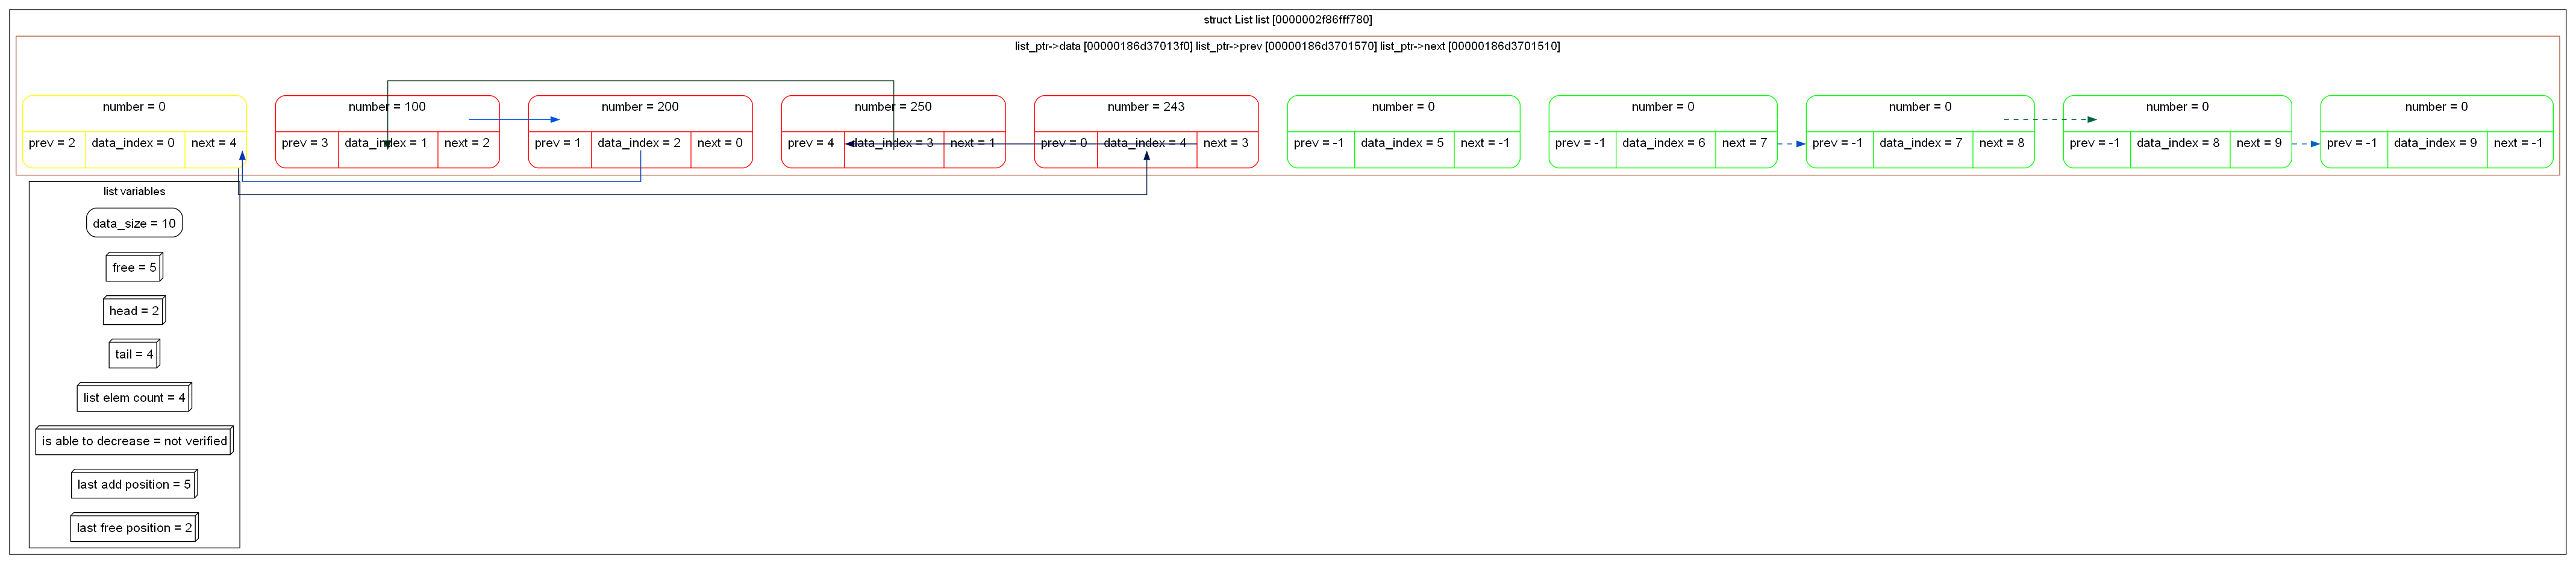 struct List list [0000002f86fff780]
list_ptr->data [00000186d37013f0] list_ptr->prev [00000186d3701570] list_ptr->next [00000186d3701510]
number = 0
prev = 2 data_index = 0 next = 4
number = 100
prev = 3 data_index = 1 next = 2
number = 200
prev = 1 data_index = 2 next = 0
number = 250
prev = 4 data_index = 3 next = 1
number = 243
prev = 0 data_index = 4 next = 3
number = 0
prev = -1 data_index = 5 next = -1
number = 0
prev = -1 data_index = 6 next = 7
number = 0
prev = -1 data_index = 7 next = 8
number = 0
prev = -1 data_index = 8 next = 9
number = 0
prev = -1 data_index = 9 next = -1
list variables
data_size = 10
free = 5
head = 2
tail = 4
list elem count = 4
is able to decrease = not verified
last add position = 5
last free position = 2